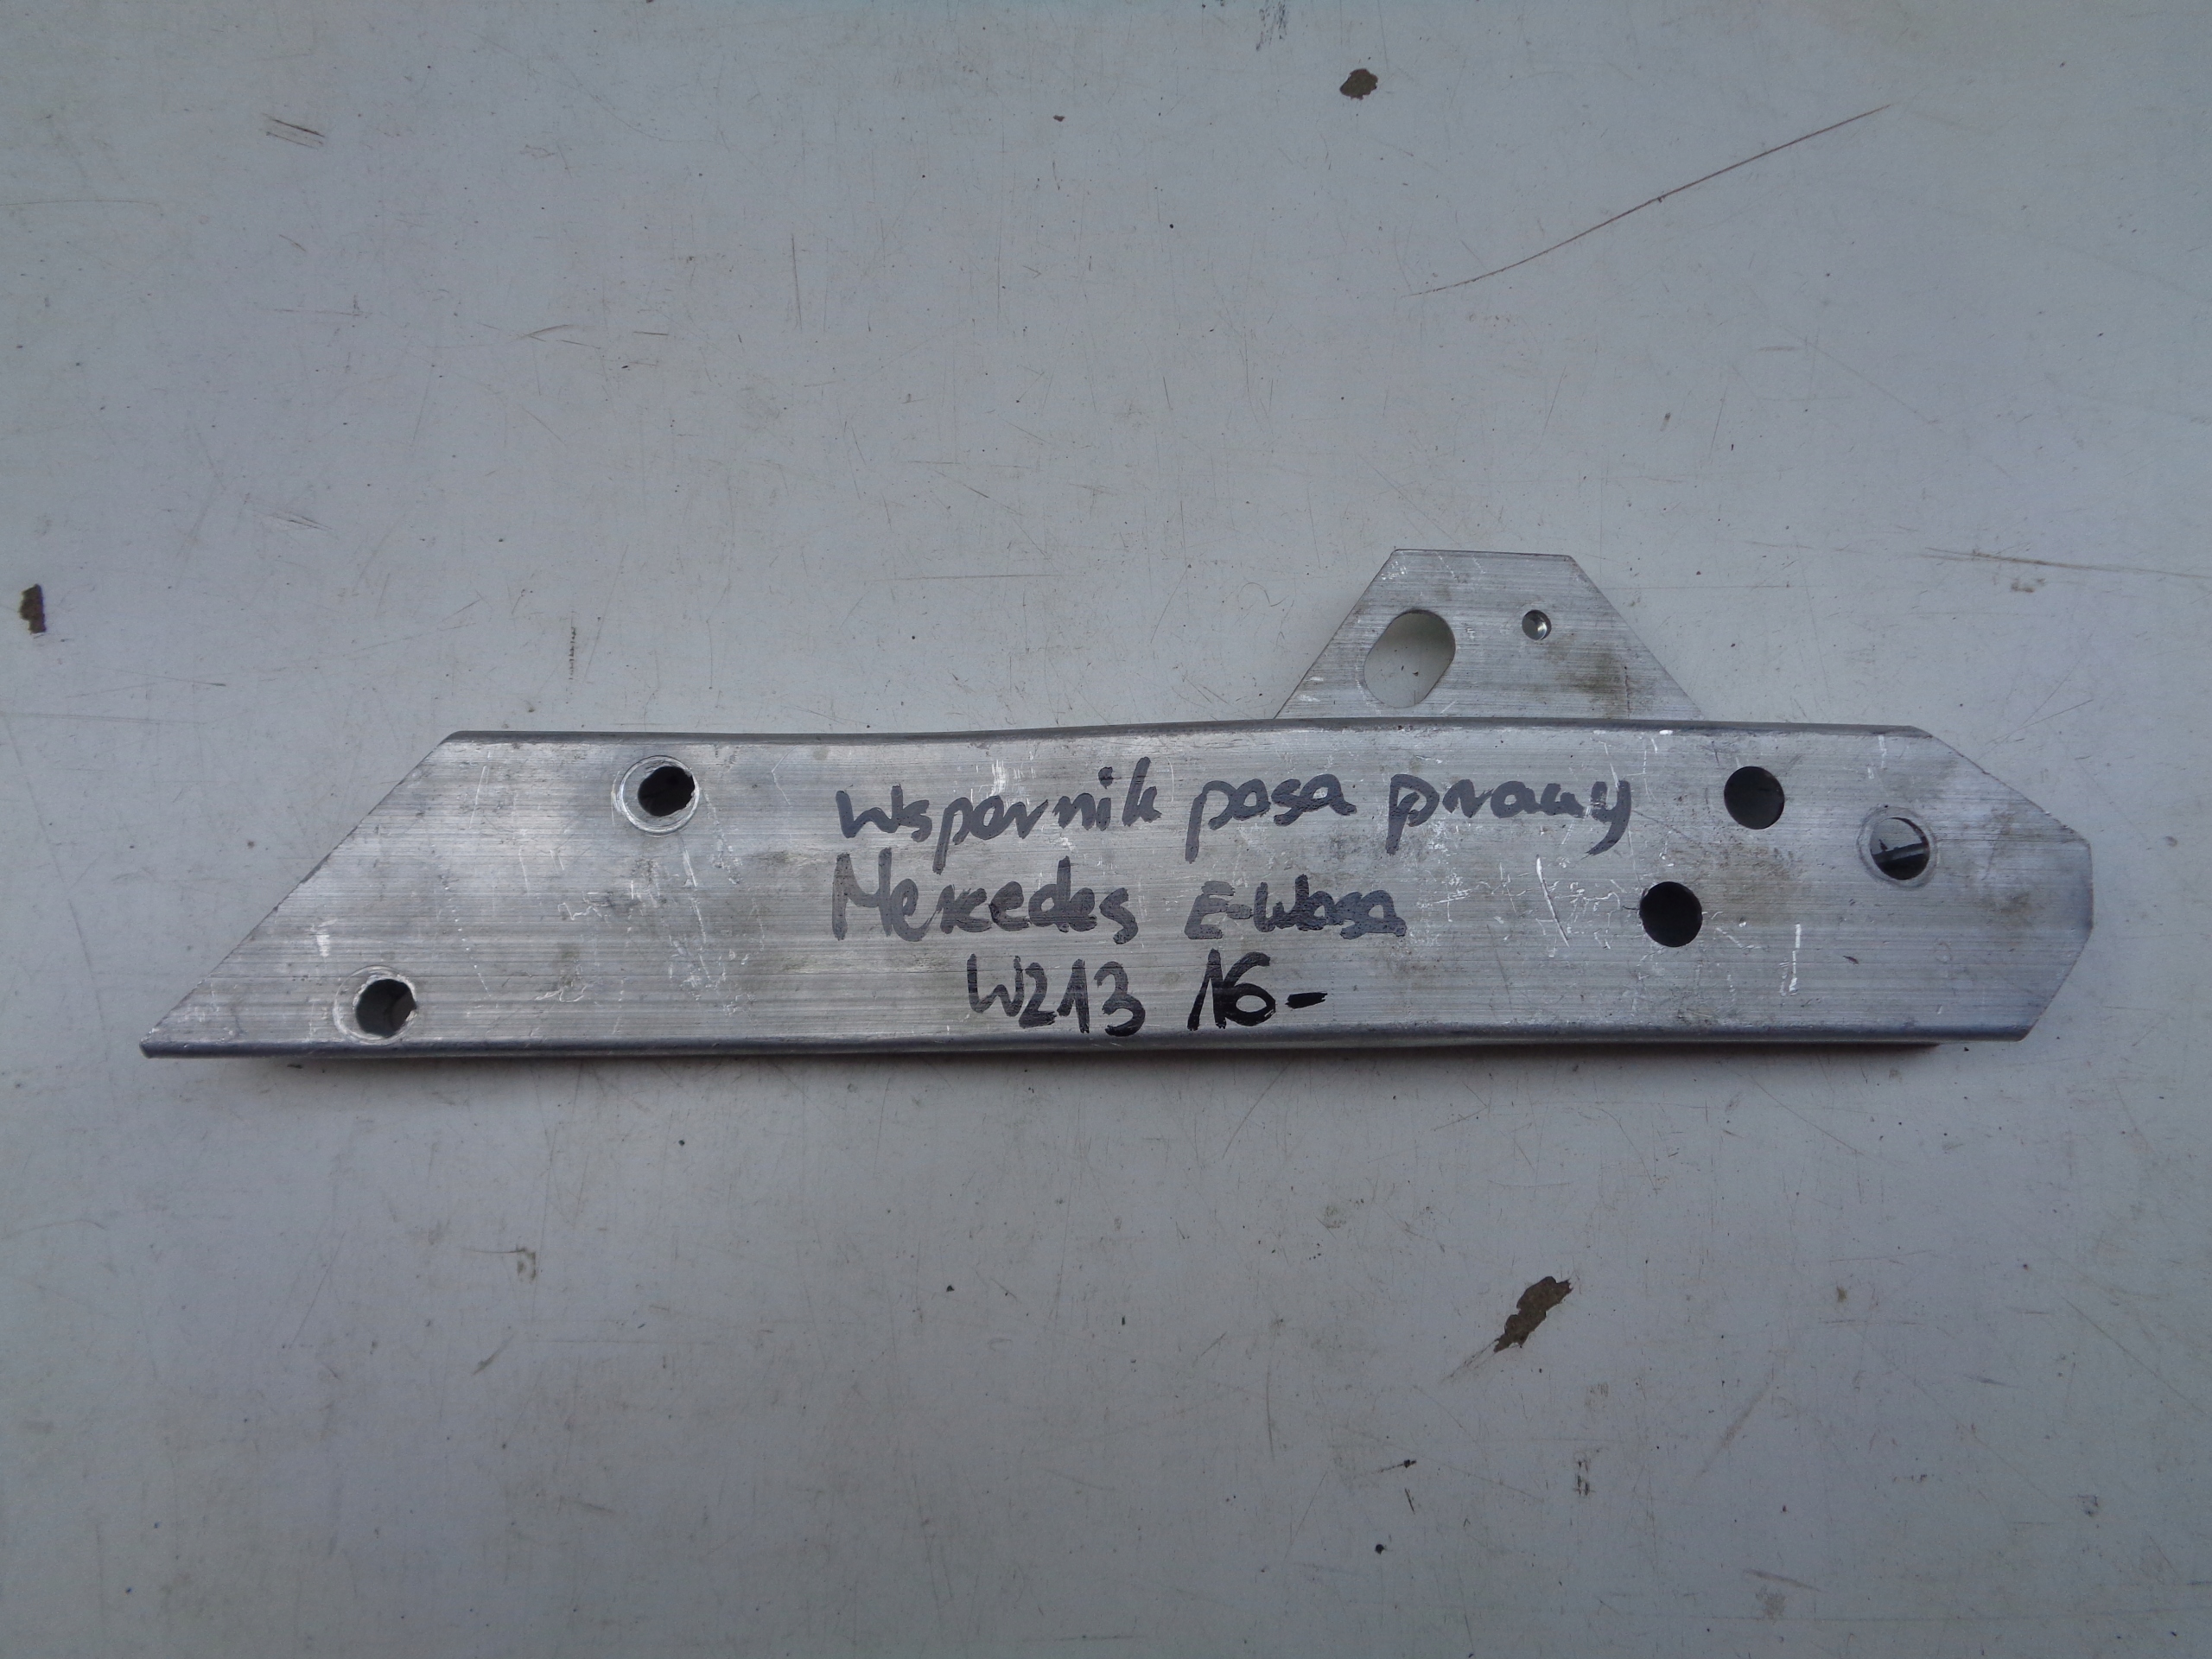 Wspornik pasa prawy
Mercedes E-klasa
W213 16-